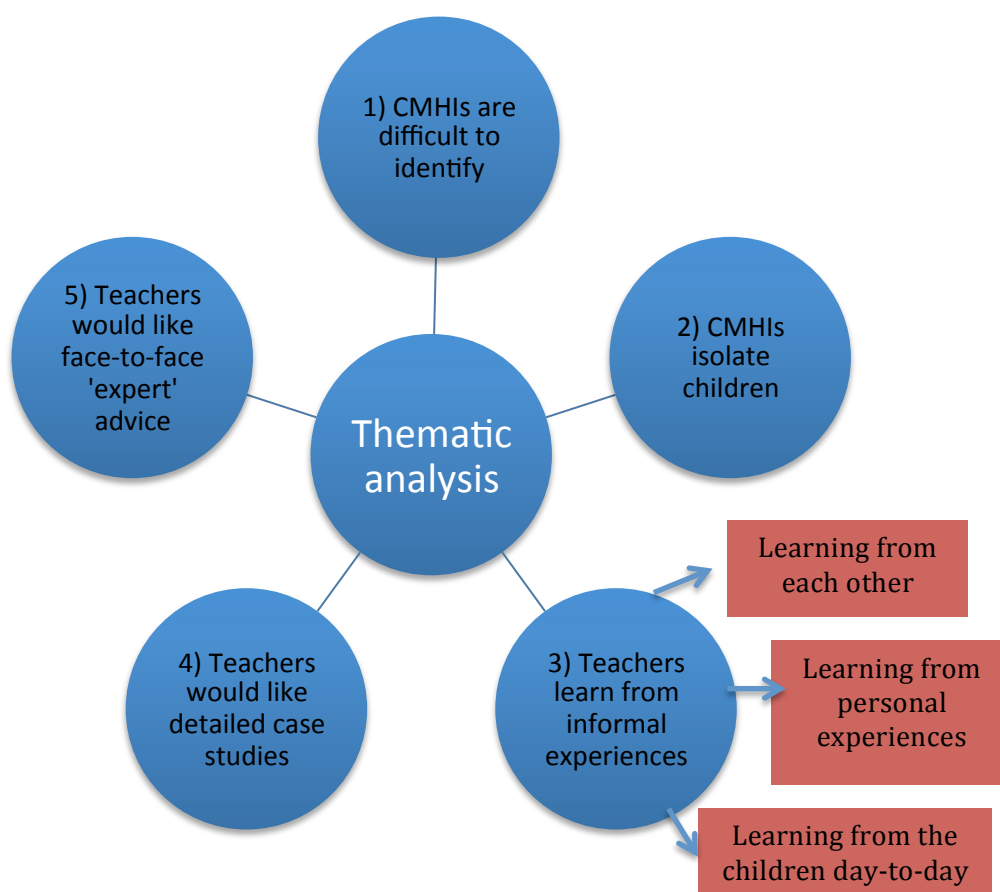 1) CMHIs are
difficult to
identify
5) Teachers
would like
face-to-face
'expert'
advice
2) CMHIs
isolate
children
Thematic
analysis
4) Teachers
would like
detailed case
studies
3) Teachers
learn from
informal
experiences
Learning from
each other
Learning from
personal
experiences
Learning from the
children day-to-day